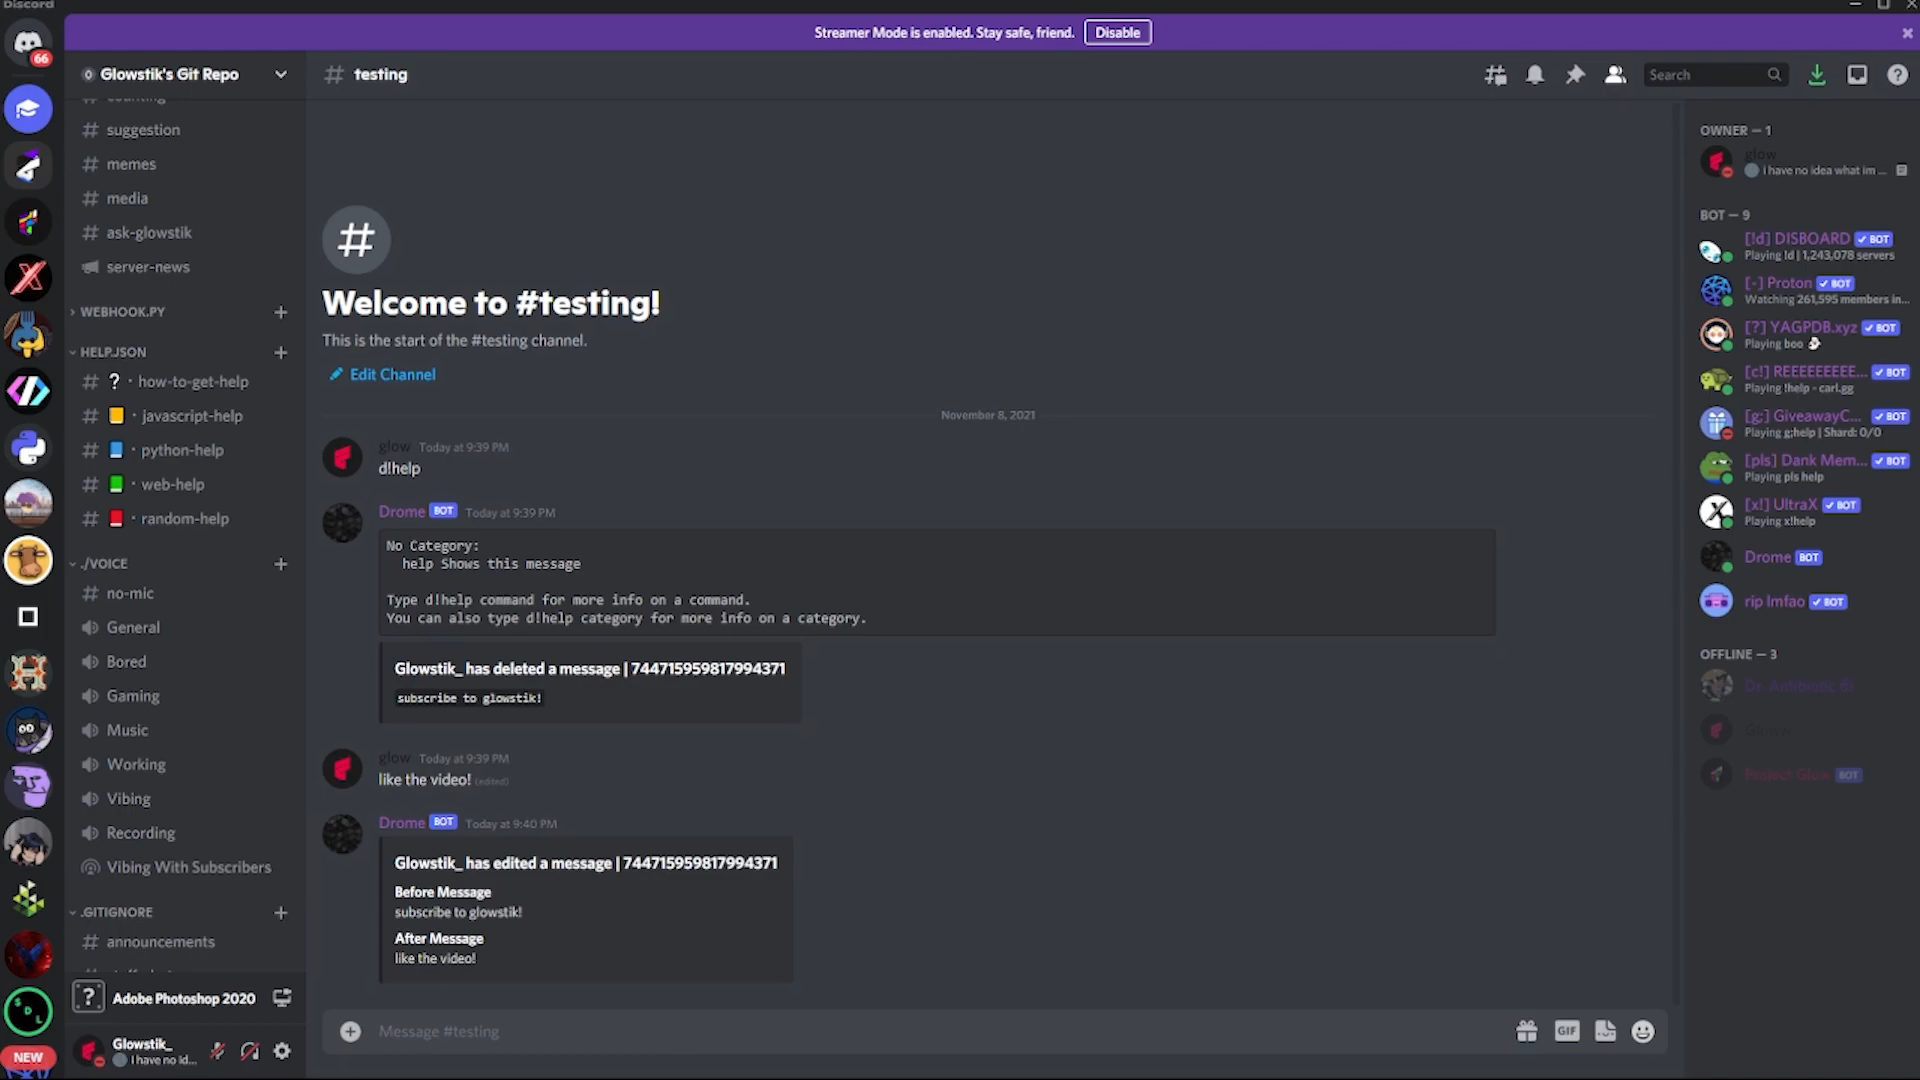 Discord
Streamer Mode is enabled. Stay safe, friend.
Disable
66
Glowstik's Git Repo
testing
Search
counting
suggestion
memes
media
ask-glowstik
server-news
WEBHOOK.PY
HELP.JSON
? · how-to-get-help
· javascript-help
· python-help
· web-help
· random-help
./VOICE
no-mic
General
Bored
Gaming
Music
Working
Vibing
Recording
Vibing With Subscribers
.GITIGNORE
announcements
? Adobe Photoshop 2020
Glowstik_
I have no id...
NEW
#
Welcome to #testing!
This is the start of the #testing channel.
Edit Channel
November 8, 2021
glow Today at 9:39 PM
d!help
Drome BOT Today at 9:39 PM
No Category:
help Shows this message
Type d!help command for more info on a command.
You can also type d!help category for more info on a category.
Glowstik_ has deleted a message | 744715959817994371
subscribe to glowstik!
glow Today at 9:39 PM
like the video! (edited)
Drome BOT Today at 9:40 PM
Glowstik_ has edited a message | 744715959817994371
Before Message
subscribe to glowstik!
After Message
like the video!
Message #testing
GIF
OWNER — 1
glow
I have no idea what im ...
BOT — 9
[!d] DISBOARD BOT
Playing !d | 1,243,078 servers
[-] Proton BOT
Watching 261,595 members in...
[?] YAGPDB.xyz BOT
Playing boo
[c!] REEEEEEEEE... BOT
Playing !help - carl.gg
[g;] GiveawayC... BOT
Playing g;help | Shard: 0/0
[pls] Dank Mem... BOT
Playing pls help
[x!] UltraX BOT
Playing x!help
Drome BOT
rip lmfao BOT
OFFLINE — 3
Dr. Antibiotic
Project Glow BOT